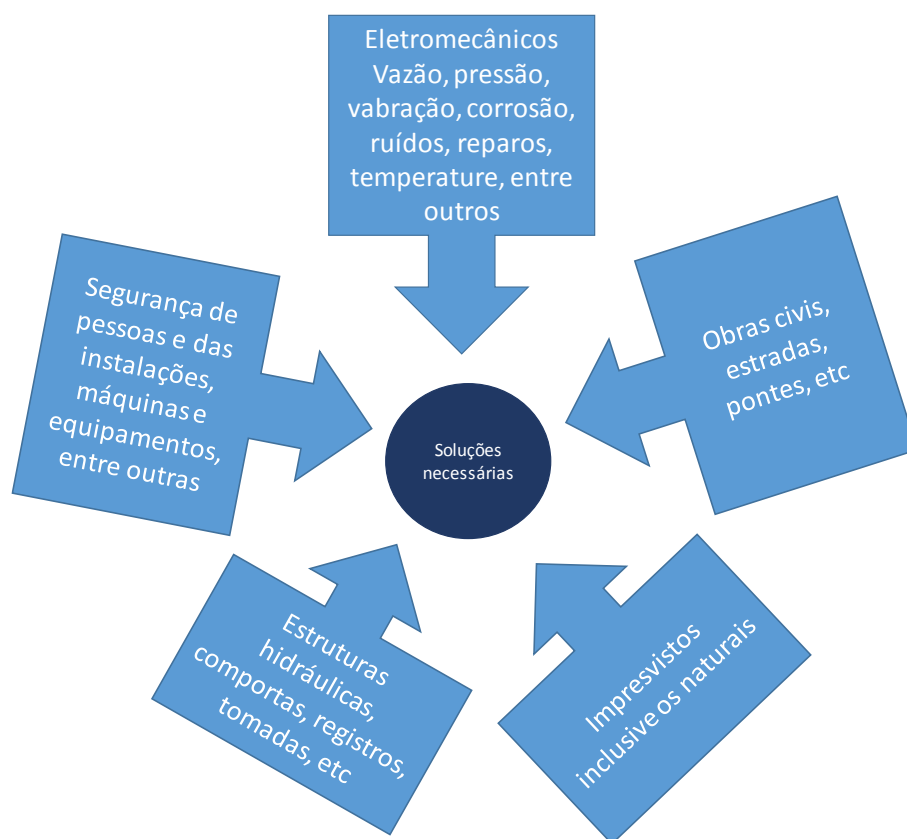 Eletromecânicos
Vazão, pressão,
vabração, corrosão,
ruídos, reparos,
temperature, entre
outros
Segurança de
pessoas e das
instalações,
máquinas e
equipamentos,
entre outras
Obras civis,
estradas,
pontes, etc
Soluções
necessárias
Estruturas
hidráulicas,
comportas, registros,
tomadas, etc
Impresvistos
inclusive os naturais